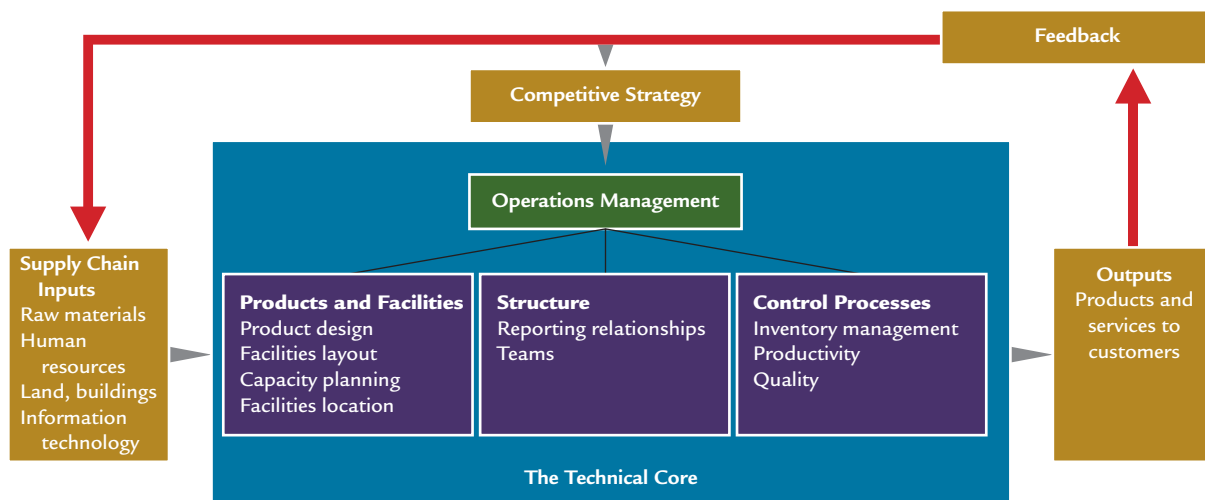 Feedback
Competitive Strategy
Operations Management
Supply Chain
Inputs
Raw materials
Human
resources
Land, buildings
Information
technology
Products and Facilities
Product design
Facilities layout
Capacity planning
Facilities location
Structure
Reporting relationships
Teams
Control Processes
Inventory management
Productivity
Quality
Outputs
Products and
services to
customers
The Technical Core